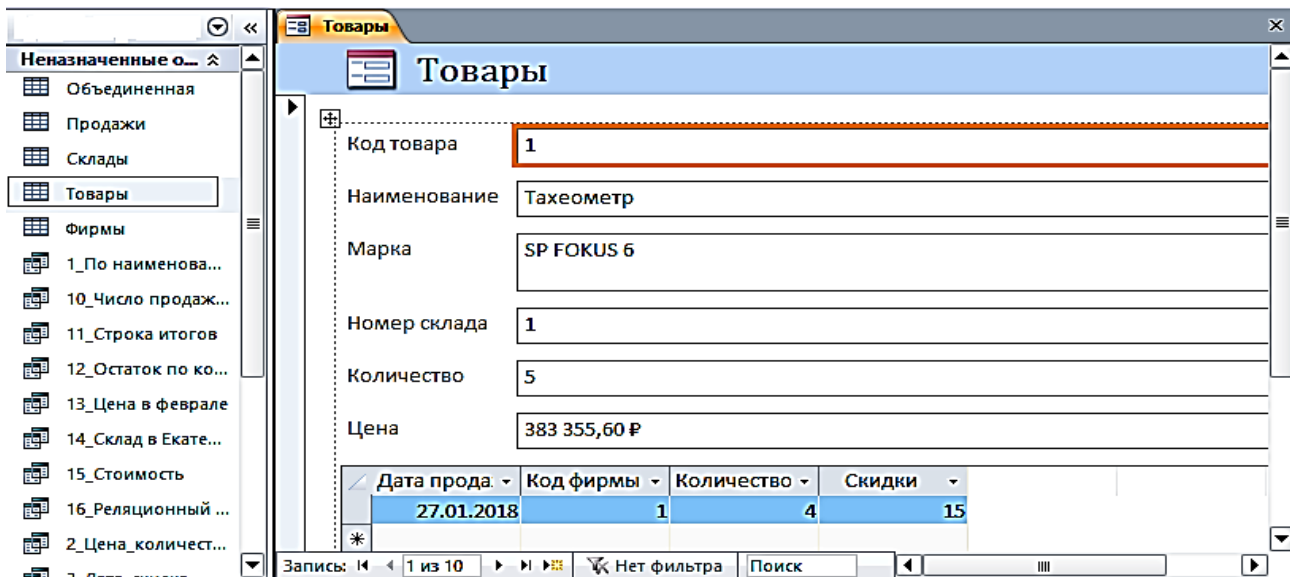 Неназначенные о...
Объединенная
Продажи
Склады
Товары
Фирмы
1_По наименова...
10_Число продаж...
11_Строка итогов
12_Остаток по ко...
13_Цена в феврале
14_Склад в Екате...
15_Стоимость
16_Реляционный ...
2_Цена_количест...
Товары
Товары
Код товара 1
Наименование Тахеометр
Марка SP FOKUS 6
Номер склада 1
Количество 5
Цена 383 355,60 ₽
Дата прода Код фирмы Количество Скидки
27.01.2018 1 4 15
Запись: 1 из 10 Нет фильтра Поиск